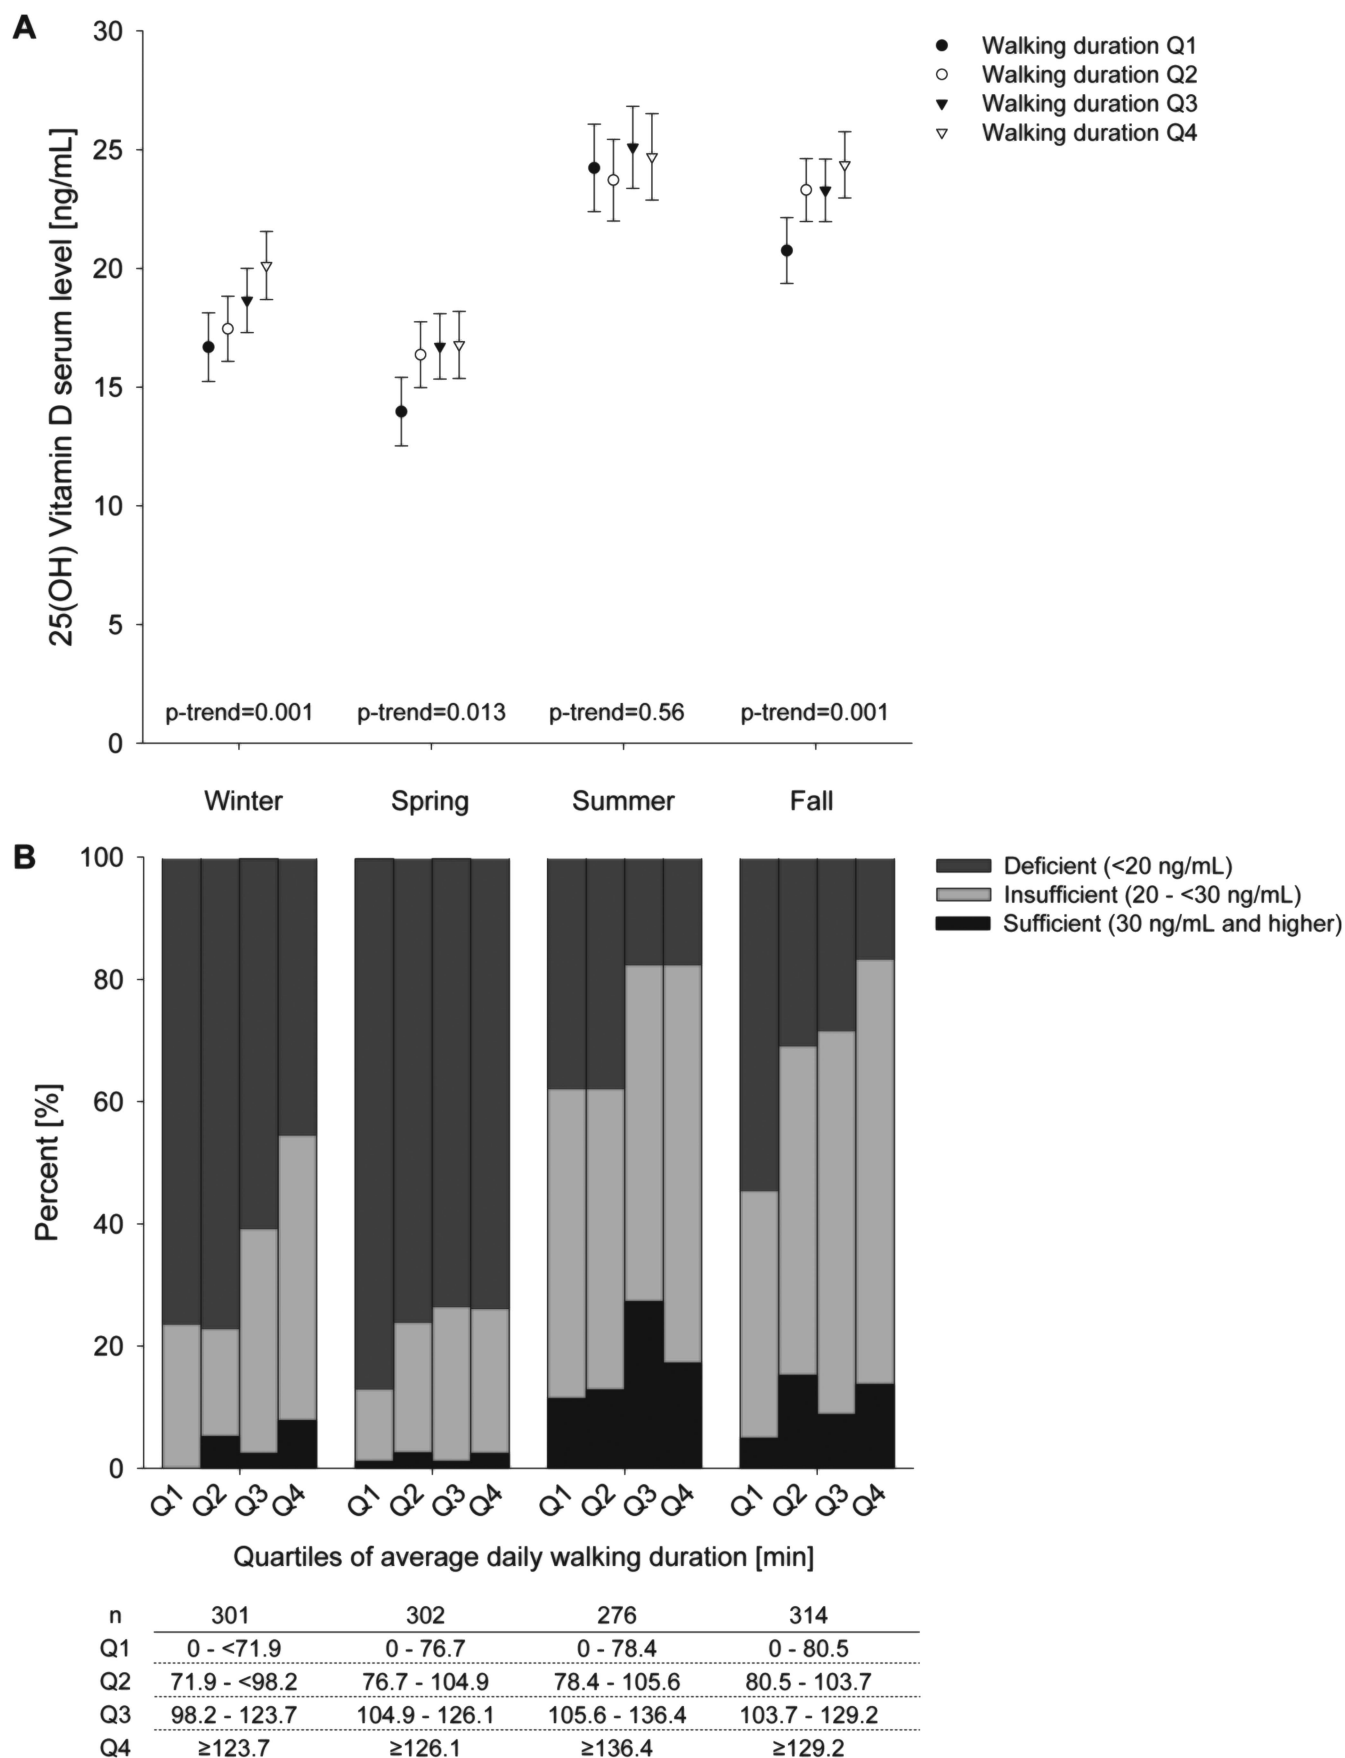 A
30
25
20
15
10
5
0
25(OH) Vitamin D serum level [ng/mL]
Walking duration Q1
Walking duration Q2
Walking duration Q3
Walking duration Q4
p-trend=0.001 p-trend=0.013 p-trend=0.56 p-trend=0.001
Winter Spring Summer Fall
B
100
80
60
40
20
0
Percent [%]
Deficient (<20 ng/mL)
Insufficient (20 - <30 ng/mL)
Sufficient (30 ng/mL and higher)
Q1 Q2 Q3 Q4 Q1 Q2 Q3 Q4 Q1 Q2 Q3 Q4 Q1 Q2 Q3 Q4
Quartiles of average daily walking duration [min]
n 301 302 276 314
Q1 0 - <71.9 0 - 76.7 0 - 78.4 0 - 80.5
Q2 71.9 - <98.2 76.7 - 104.9 78.4 - 105.6 80.5 - 103.7
Q3 98.2 - 123.7 104.9 - 126.1 105.6 - 136.4 103.7 - 129.2
Q4 ≥123.7 ≥126.1 ≥136.4 ≥129.2